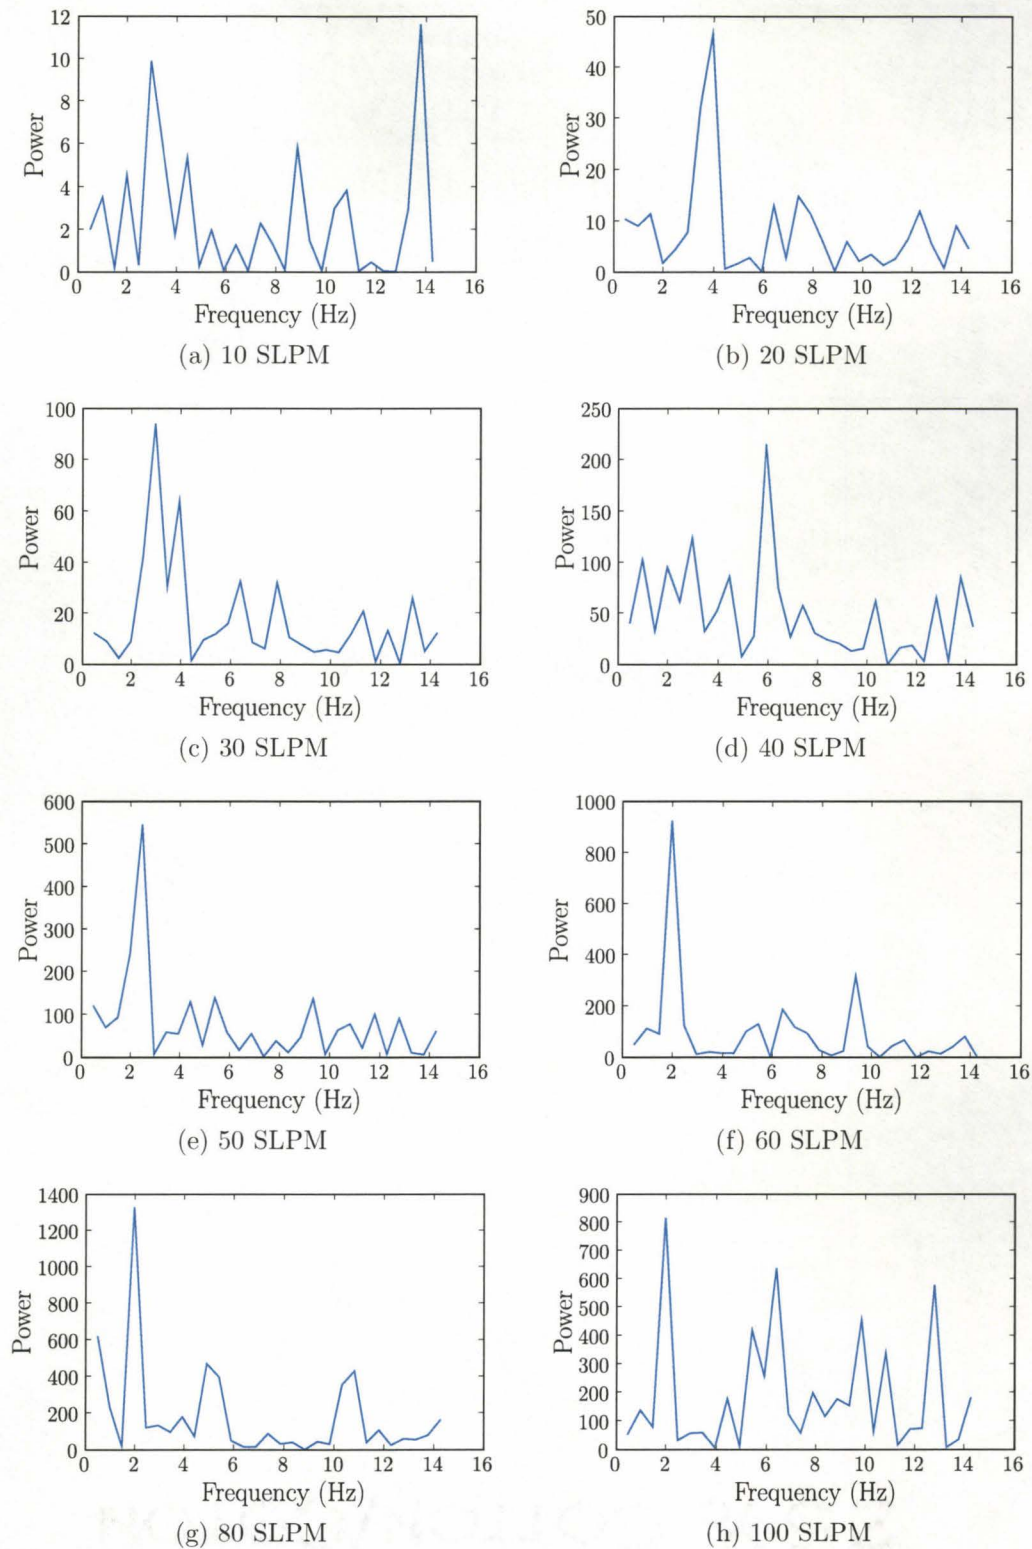 12
10
8
6
4
2
0
Power
0 2 4 6 8 10 12 14 16
Frequency (Hz)
(a) 10 SLPM
50
40
30
20
10
0
Power
0 2 4 6 8 10 12 14 16
Frequency (Hz)
(b) 20 SLPM
100
80
60
40
20
0
Power
0 2 4 6 8 10 12 14 16
Frequency (Hz)
(c) 30 SLPM
250
200
150
100
50
0
Power
0 2 4 6 8 10 12 14 16
Frequency (Hz)
(d) 40 SLPM
600
500
400
300
200
100
0
Power
0 2 4 6 8 10 12 14 16
Frequency (Hz)
(e) 50 SLPM
1000
800
600
400
200
0
Power
0 2 4 6 8 10 12 14 16
Frequency (Hz)
(f) 60 SLPM
1400
1200
1000
800
600
400
200
0
Power
0 2 4 6 8 10 12 14 16
Frequency (Hz)
(g) 80 SLPM
900
800
700
600
500
400
300
200
100
0
Power
0 2 4 6 8 10 12 14 16
Frequency (Hz)
(h) 100 SLPM